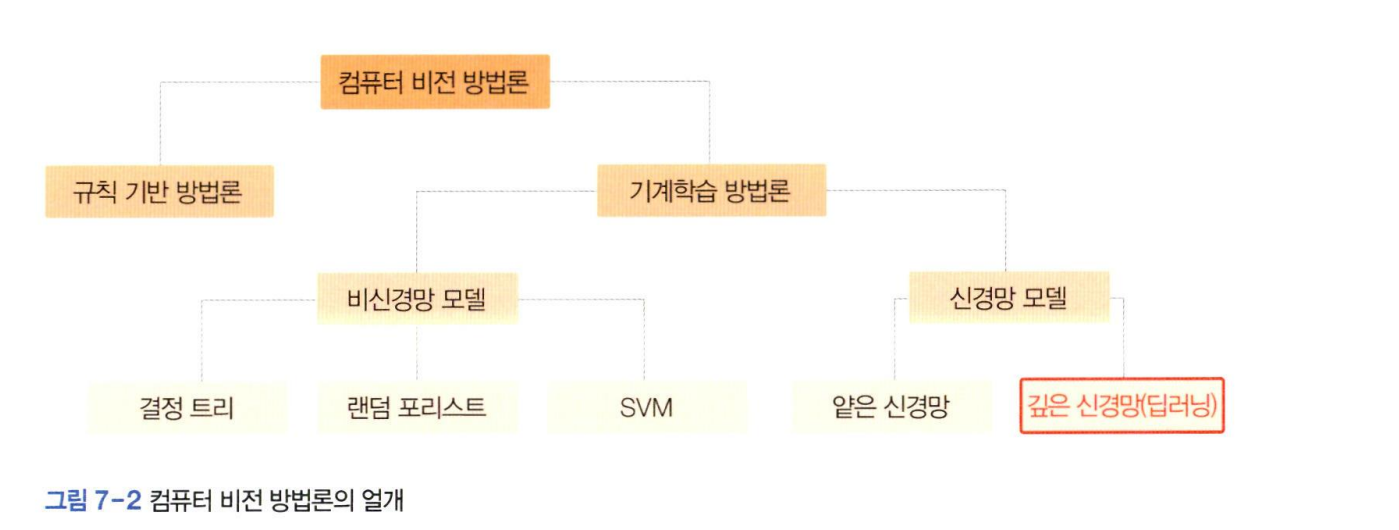 컴퓨터 비전 방법론
규칙 기반 방법론
기계학습 방법론
비신경망 모델
신경망 모델
결정 트리
랜덤 포리스트
SVM
얕은 신경망
깊은 신경망(딥러닝)
그림 7-2 컴퓨터 비전 방법론의 얼개